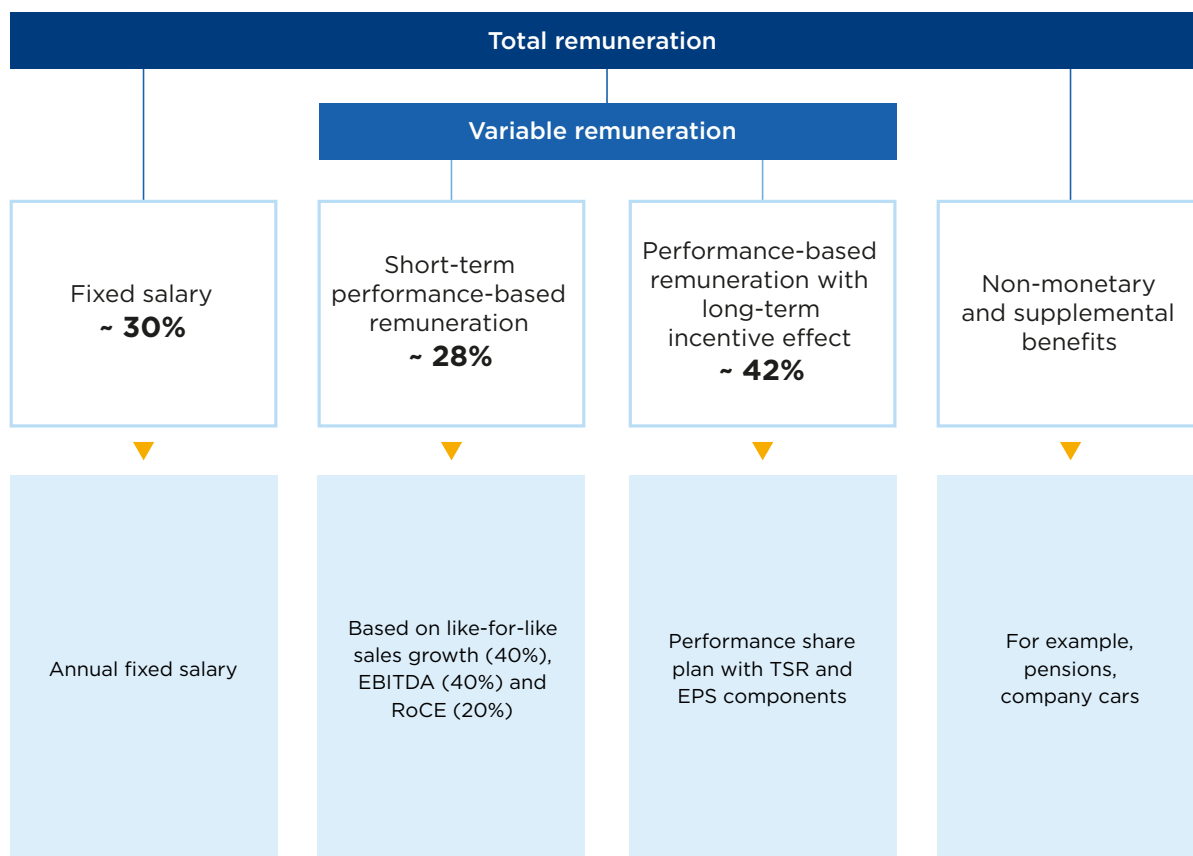 Total remuneration
Variable remuneration
Fixed salary
~ 30%
Short-term
performance-based
remuneration
~ 28%
Performance-based
remuneration with
long-term
incentive effect
~ 42%
Non-monetary
and supplemental
benefits
Annual fixed salary
Based on like-for-like
sales growth (40%),
EBITDA (40%) and
RoCE (20%)
Performance share
plan with TSR and
EPS components
For example,
pensions,
company cars